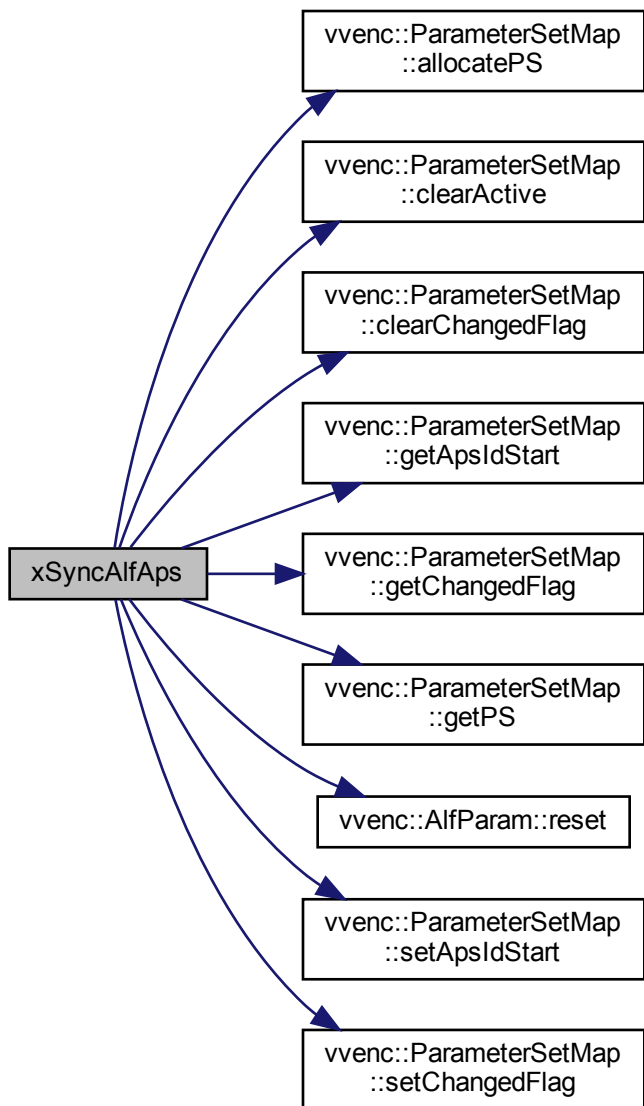 vvenc::ParameterSetMap
::allocatePS
vvenc::ParameterSetMap
::clearActive
vvenc::ParameterSetMap
::clearChangedFlag
vvenc::ParameterSetMap
::getApsIdStart
xSyncAlfAps
vvenc::ParameterSetMap
::getChangedFlag
vvenc::ParameterSetMap
::getPS
vvenc::AlfParam::reset
vvenc::ParameterSetMap
::setApsIdStart
vvenc::ParameterSetMap
::setChangedFlag